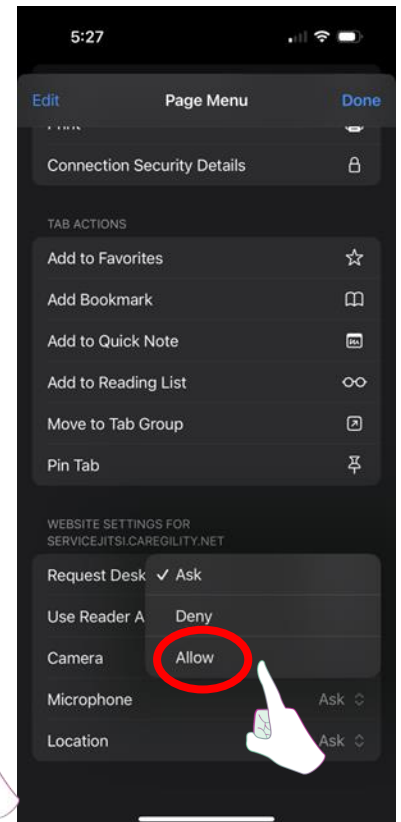 5:27
Edit Page Menu Done
Connection Security Details
TAB ACTIONS
Add to Favorites
Add Bookmark
Add to Quick Note
Add to Reading List
Move to Tab Group
Pin Tab
WEBSITE SETTINGS FOR
SERVICEJITSI.CAREGILITY.NET
Request Desk ✓ Ask
Use Reader A Deny
Camera Allow
Microphone Ask
Location Ask